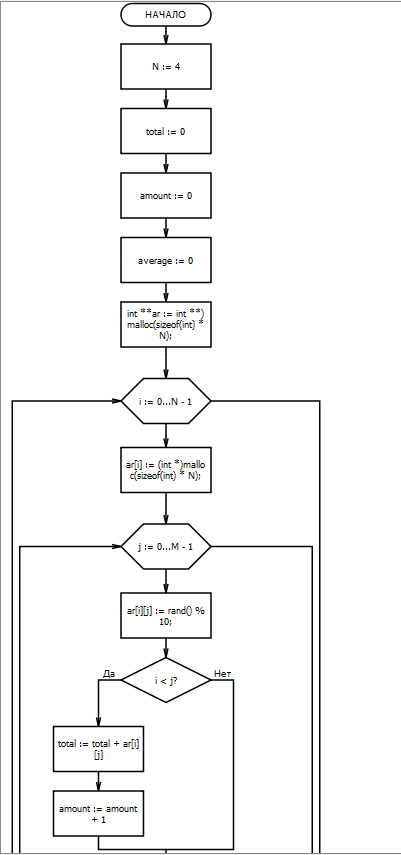 НАЧАЛО
N := 4
total := 0
amount := 0
average := 0
int **ar := int **)
malloc(sizeof(int) *
N);
i := 0...N - 1
ar[i] := (int *)mallo
c(sizeof(int) * N);
j := 0...M - 1
ar[i][j] := rand() %
10;
i < j?
Да
Нет
total := total + ar[i]
[j]
amount := amount
+ 1